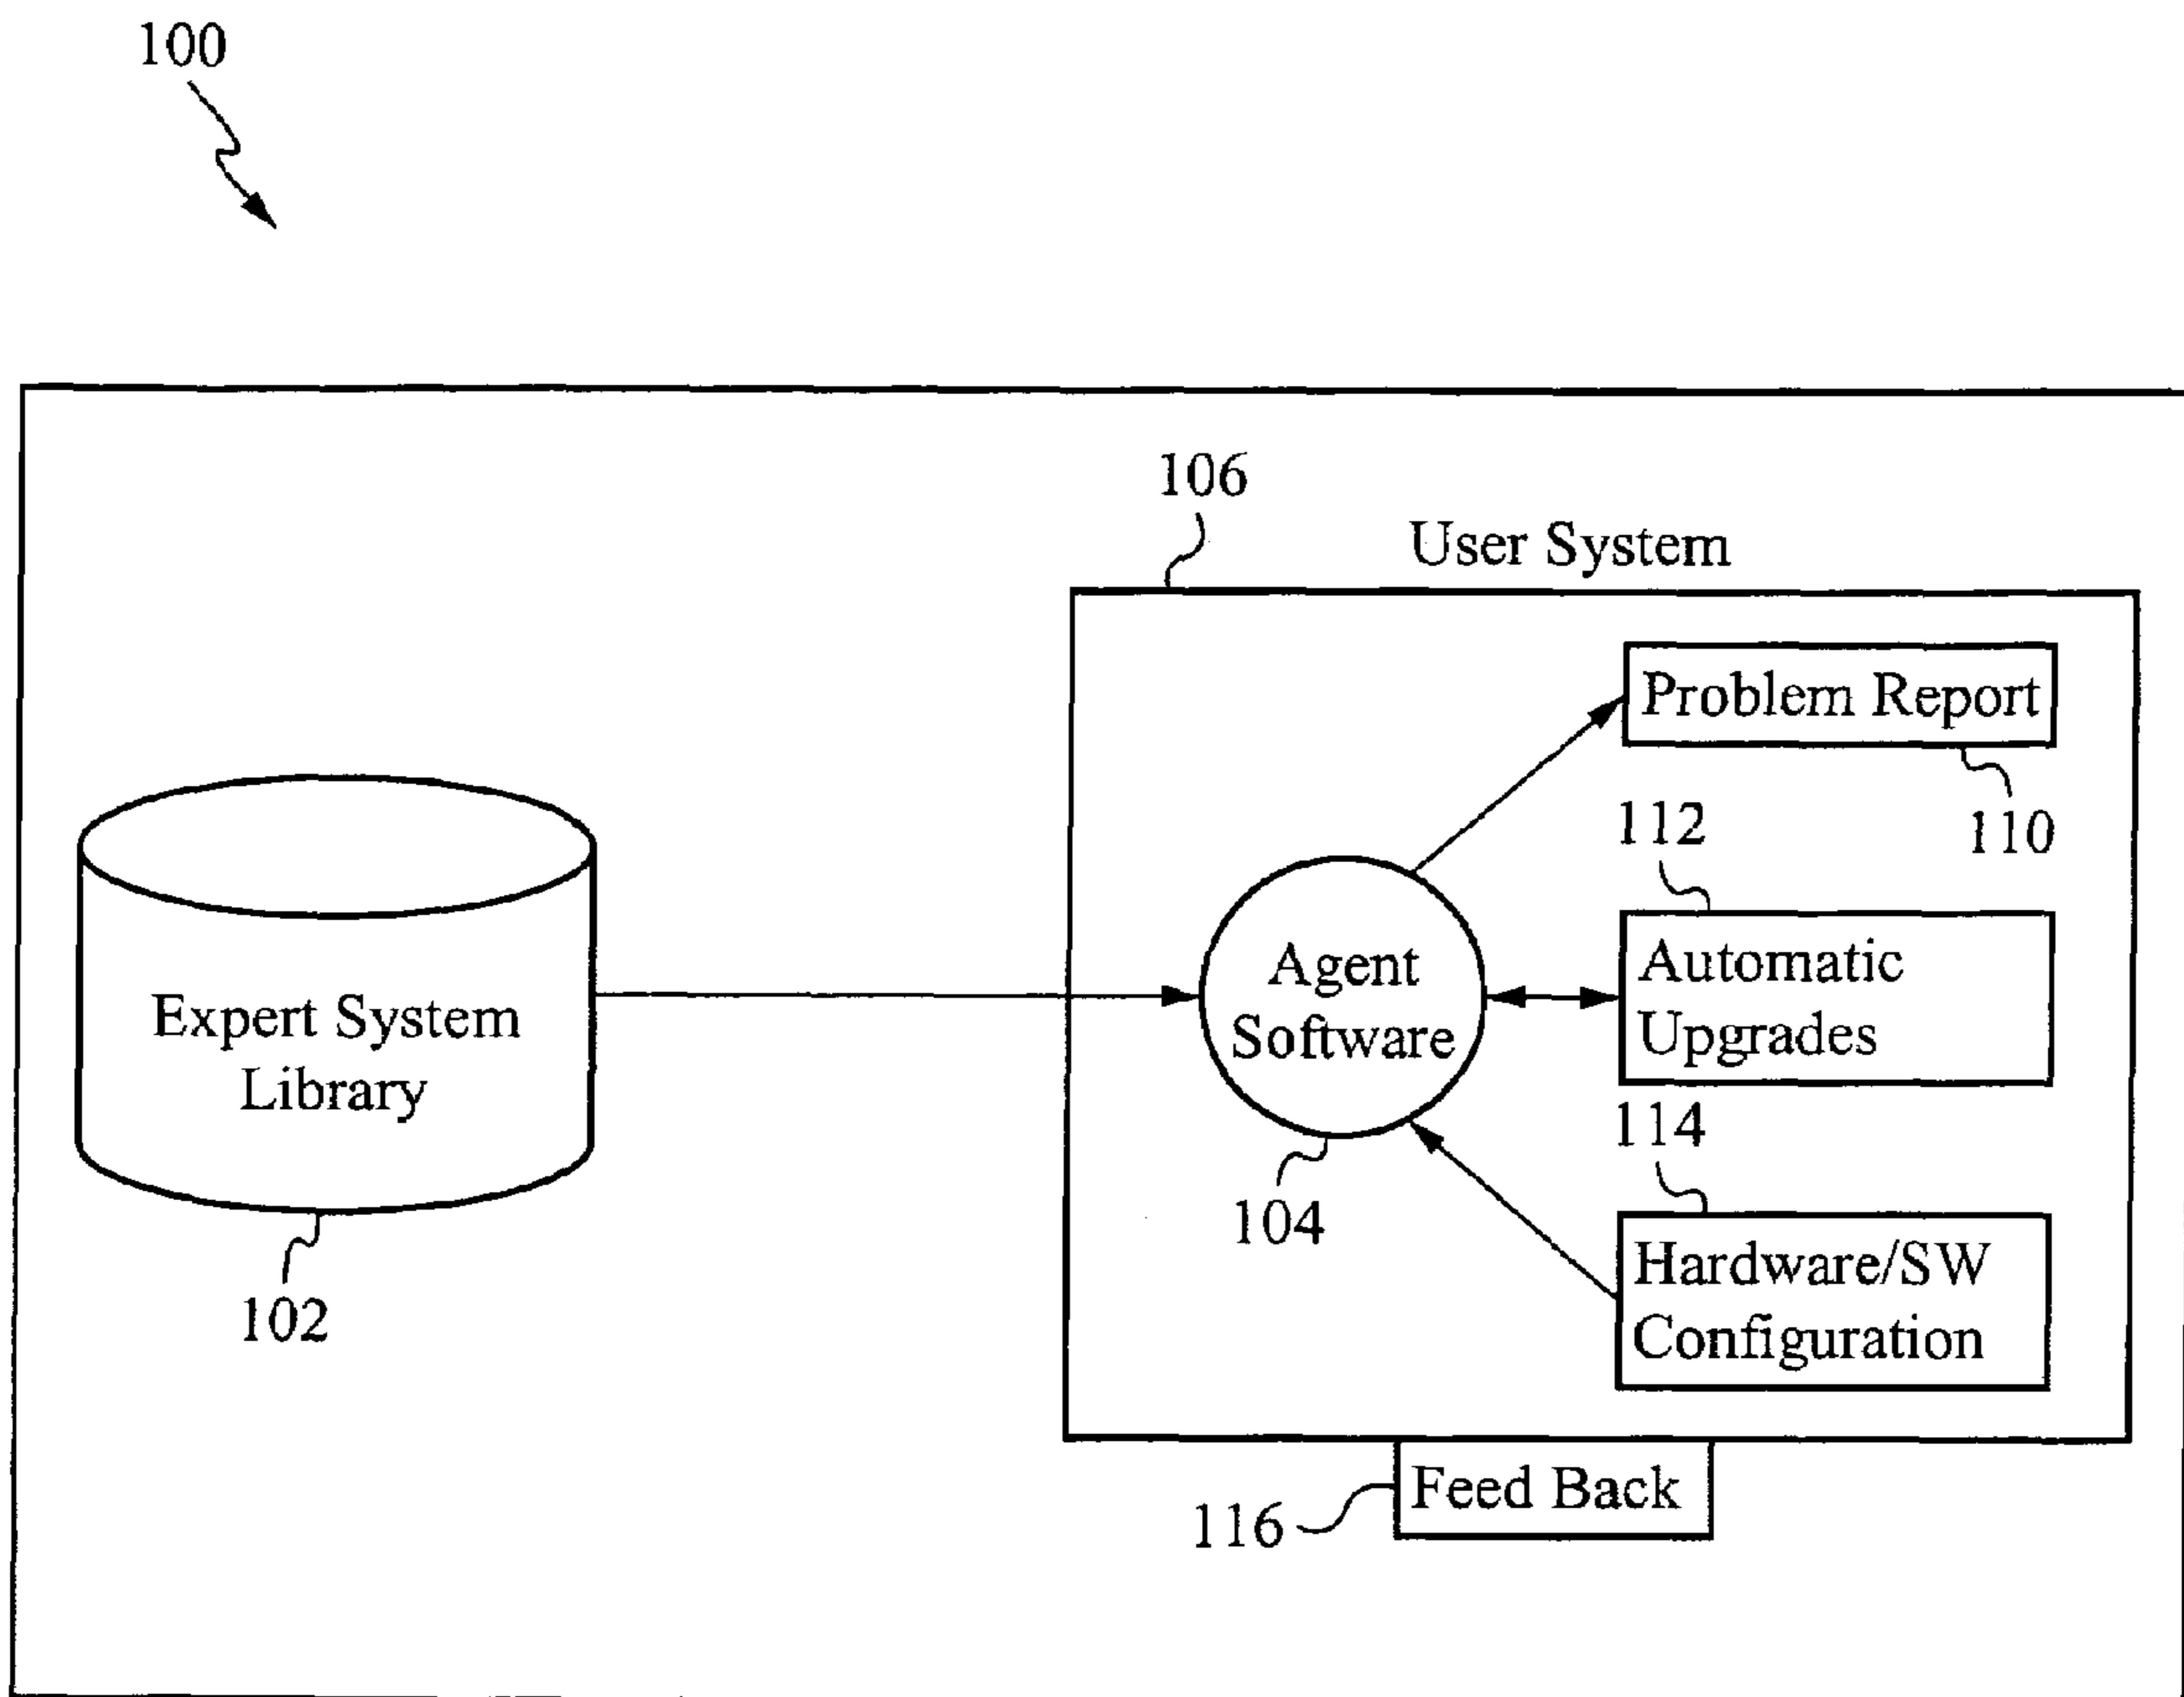 100
106
User System
Problem Report
110
112
Automatic
Upgrades
Agent
Software
104
Expert System
Library
102
114
Hardware/SW
Configuration
Feed Back
116